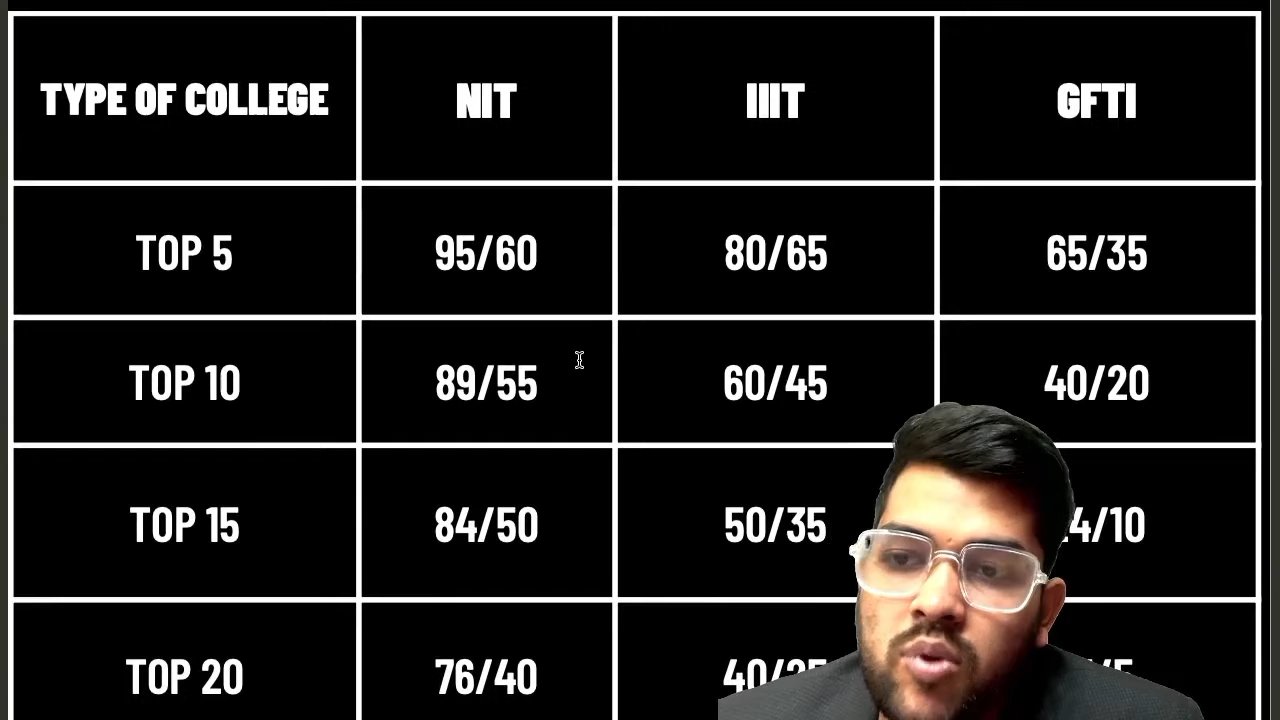 TYPE OF COLLEGE NIT IIIT GFTI
TOP 5 95/60 80/65 65/35
TOP 10 89/55 60/45 40/20
TOP 15 84/50 50/35
TOP 20 76/40